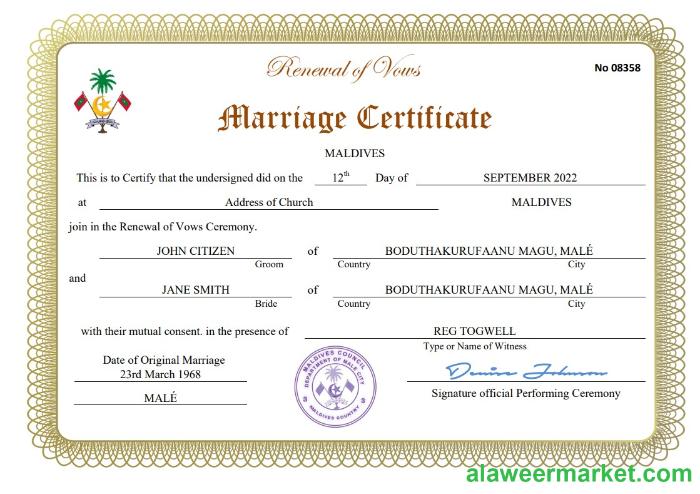 Renewal of Vows
No 08358
Marriage Certificate
MALDIVES
This is to Certify that the undersigned did on the 12th Day of SEPTEMBER 2022
at Address of Church MALDIVES
join in the Renewal of Vows Ceremony.
JOHN CITIZEN of BODUTHAKURUFAANU MAGU, MALÉ
Groom Country City
and
JANE SMITH of BODUTHAKURUFAANU MAGU, MALÉ
Bride Country City
with their mutual consent. in the presence of REG TOGWELL
Type or Name of Witness
Date of Original Marriage
23rd March 1968
MALÉ
MALDIVES COUNCIL
DEPARTMENT OF MALE CITY
MALDIVES COUNTRY
Denise Johnson
Signature official Performing Ceremony
alaweermarket.com